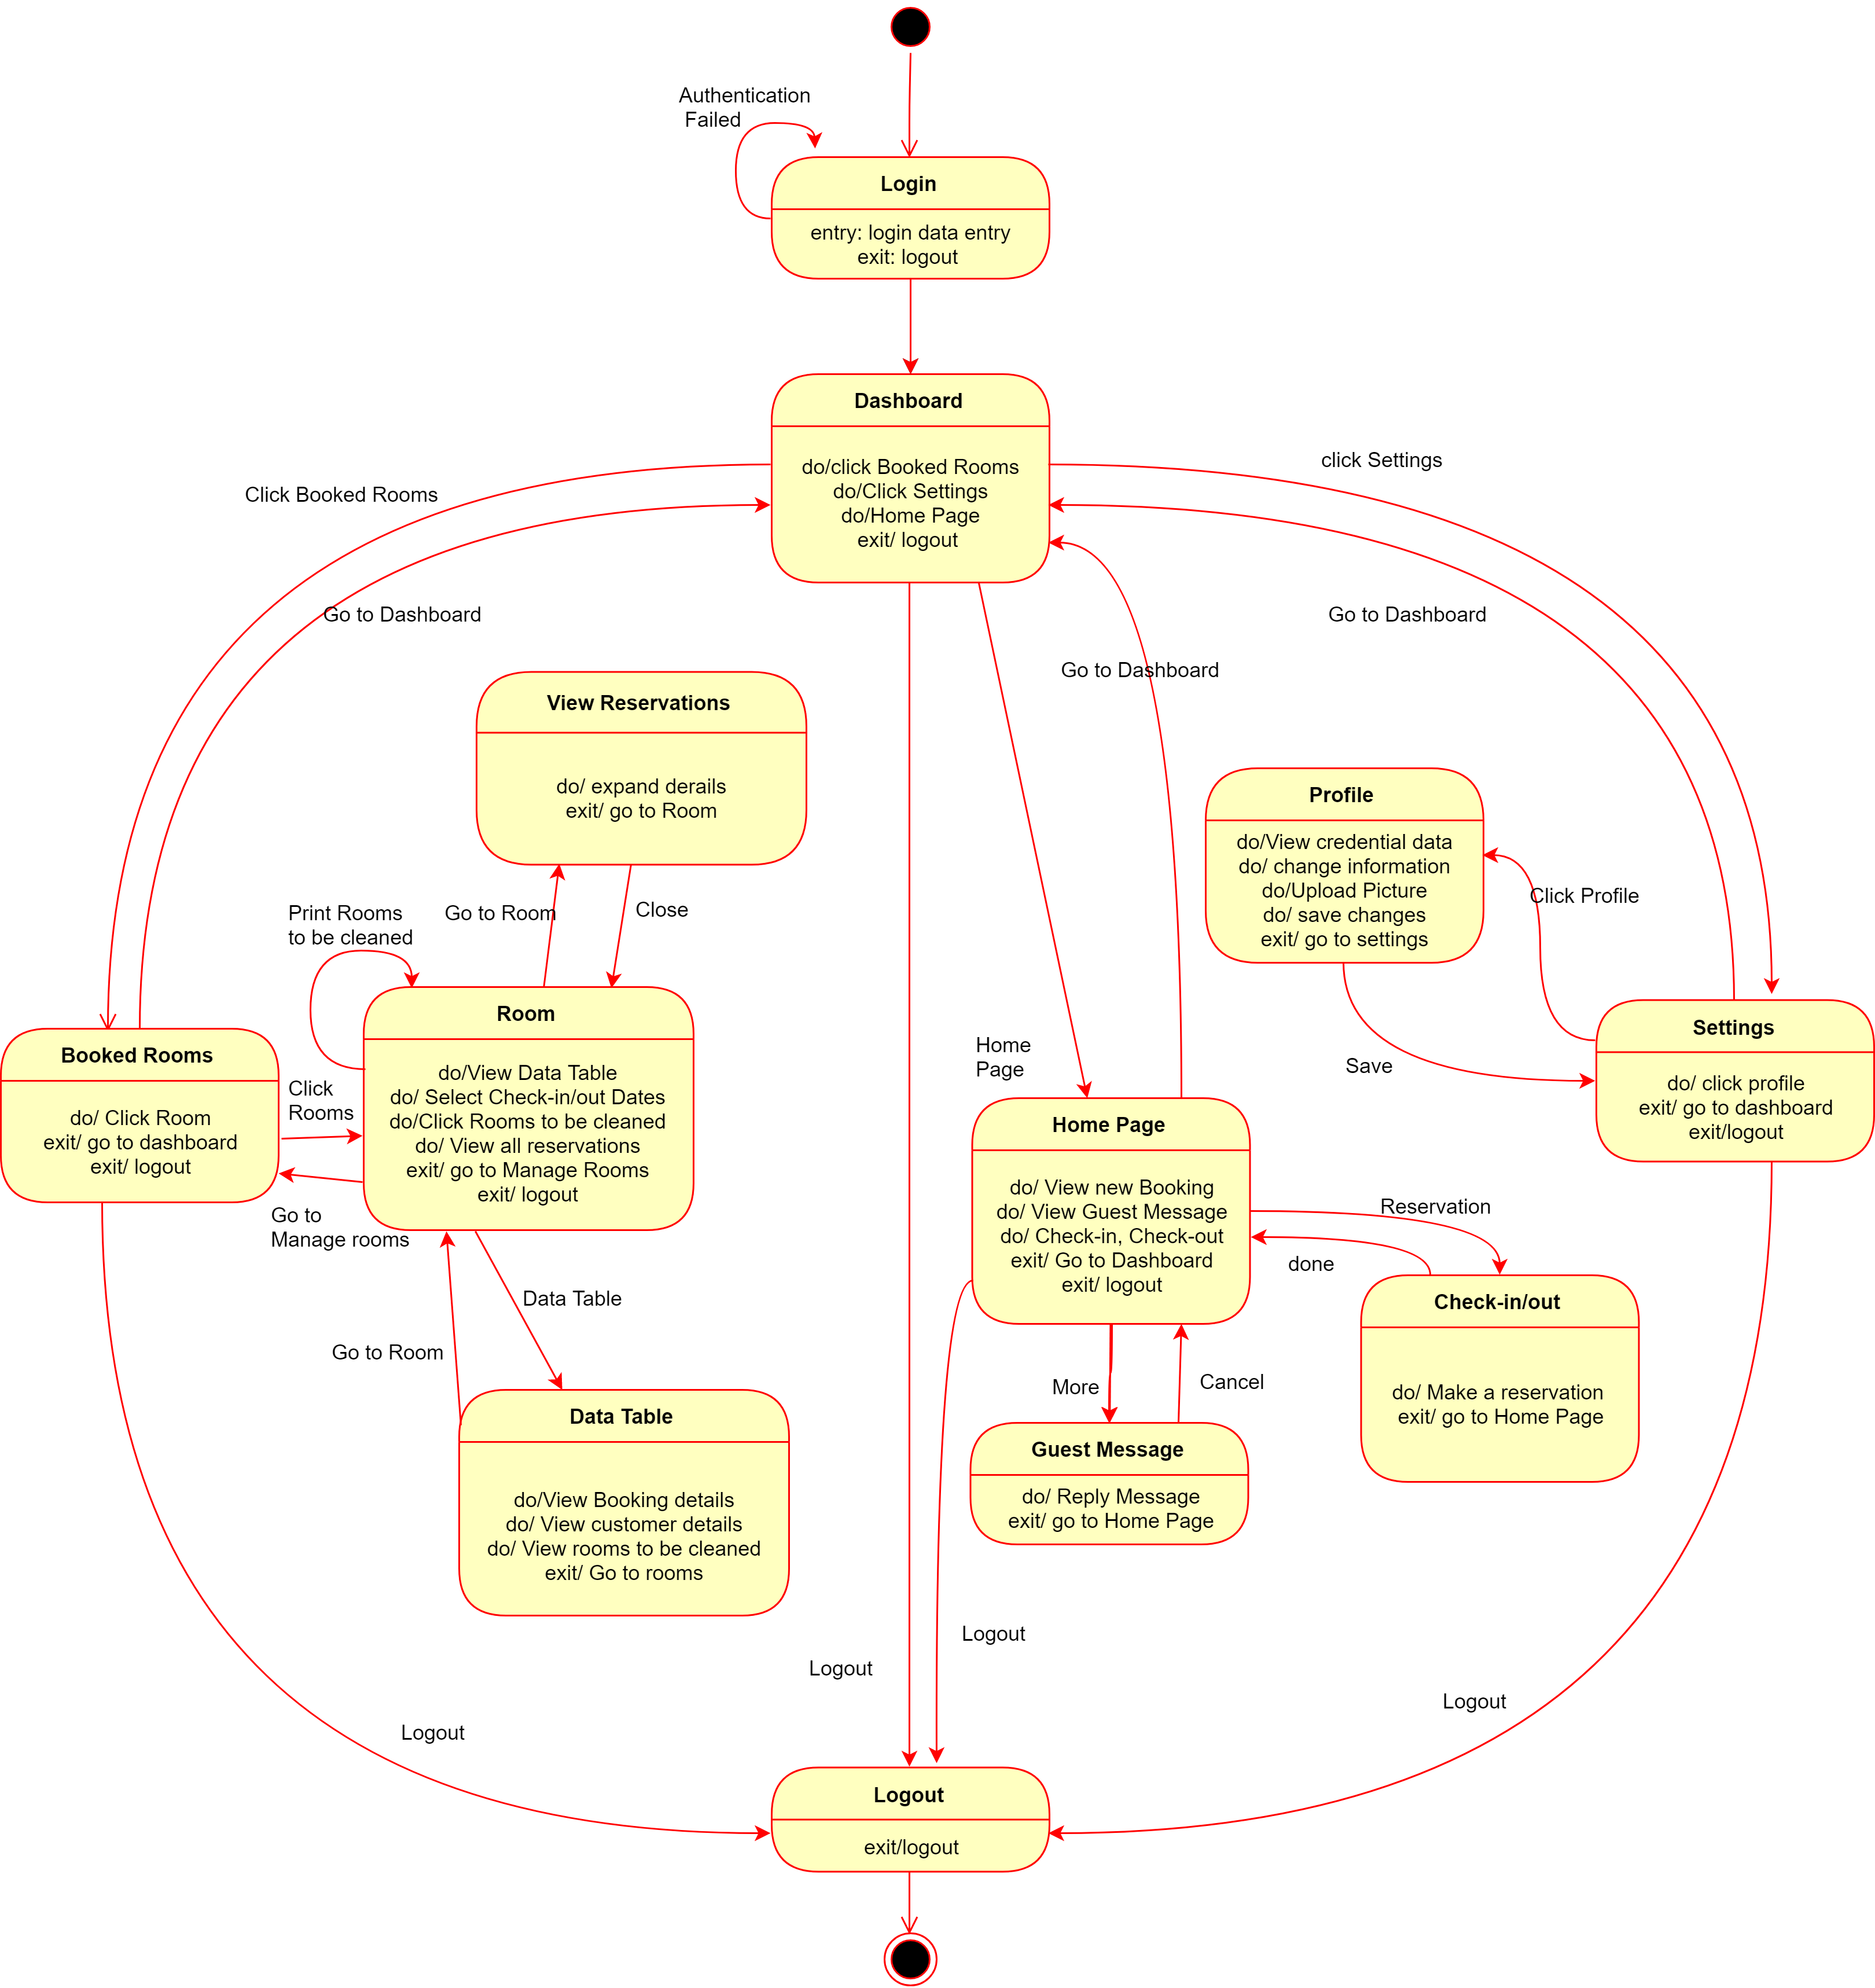 Authentication
Failed
Login
entry: login data entry
exit: logout
Dashboard
do/click Booked Rooms
do/Click Settings
do/Home Page
exit/ logout
click Settings
Click Booked Rooms
Go to Dashboard
Go to Dashboard
Go to Dashboard
View Reservations
do/ expand derails
exit/ go to Room
Profile
do/View credential data
do/ change information
do/Upload Picture
do/ save changes
exit/ go to settings
Click Profile
Print Rooms
to be cleaned
Go to Room
Close
Room
do/View Data Table
do/ Select Check-in/out Dates
do/Click Rooms to be cleaned
do/ View all reservations
exit/ go to Manage Rooms
exit/ logout
Booked Rooms
do/ Click Room
exit/ go to dashboard
exit/ logout
Click
Rooms
Go to
Manage rooms
Home
Page
Save
Settings
do/ click profile
exit/ go to dashboard
exit/logout
Home Page
do/ View new Booking
do/ View Guest Message
do/ Check-in, Check-out
exit/ Go to Dashboard
exit/ logout
Reservation
done
Check-in/out
do/ Make a reservation
exit/ go to Home Page
Data Table
Go to Room
More
Cancel
Data Table
do/View Booking details
do/ View customer details
do/ View rooms to be cleaned
exit/ Go to rooms
Guest Message
do/ Reply Message
exit/ go to Home Page
Logout
Logout
Logout
Logout
Logout
exit/logout